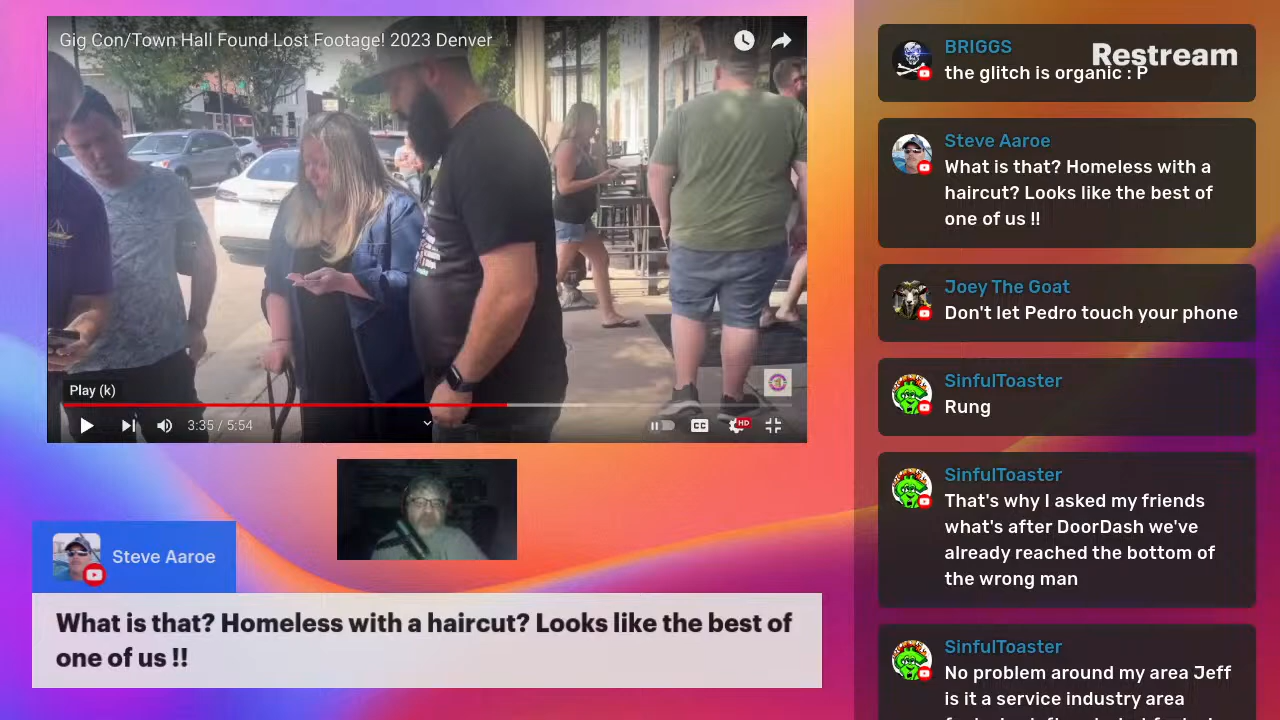 Gig Con/Town Hall Found Lost Footage! 2023 Denver
Play (k)
3:35 / 5:54
CC
HD
Steve Aaroe
What is that? Homeless with a haircut? Looks like the best of
one of us !!
Restream
BRIGGS
the glitch is organic : P
Steve Aaroe
What is that? Homeless with a
haircut? Looks like the best of
one of us !!
Joey The Goat
Don't let Pedro touch your phone
SinfulToaster
Rung
SinfulToaster
That's why I asked my friends
what's after DoorDash we've
already reached the bottom of
the wrong man
SinfulToaster
No problem around my area Jeff
is it a service industry area